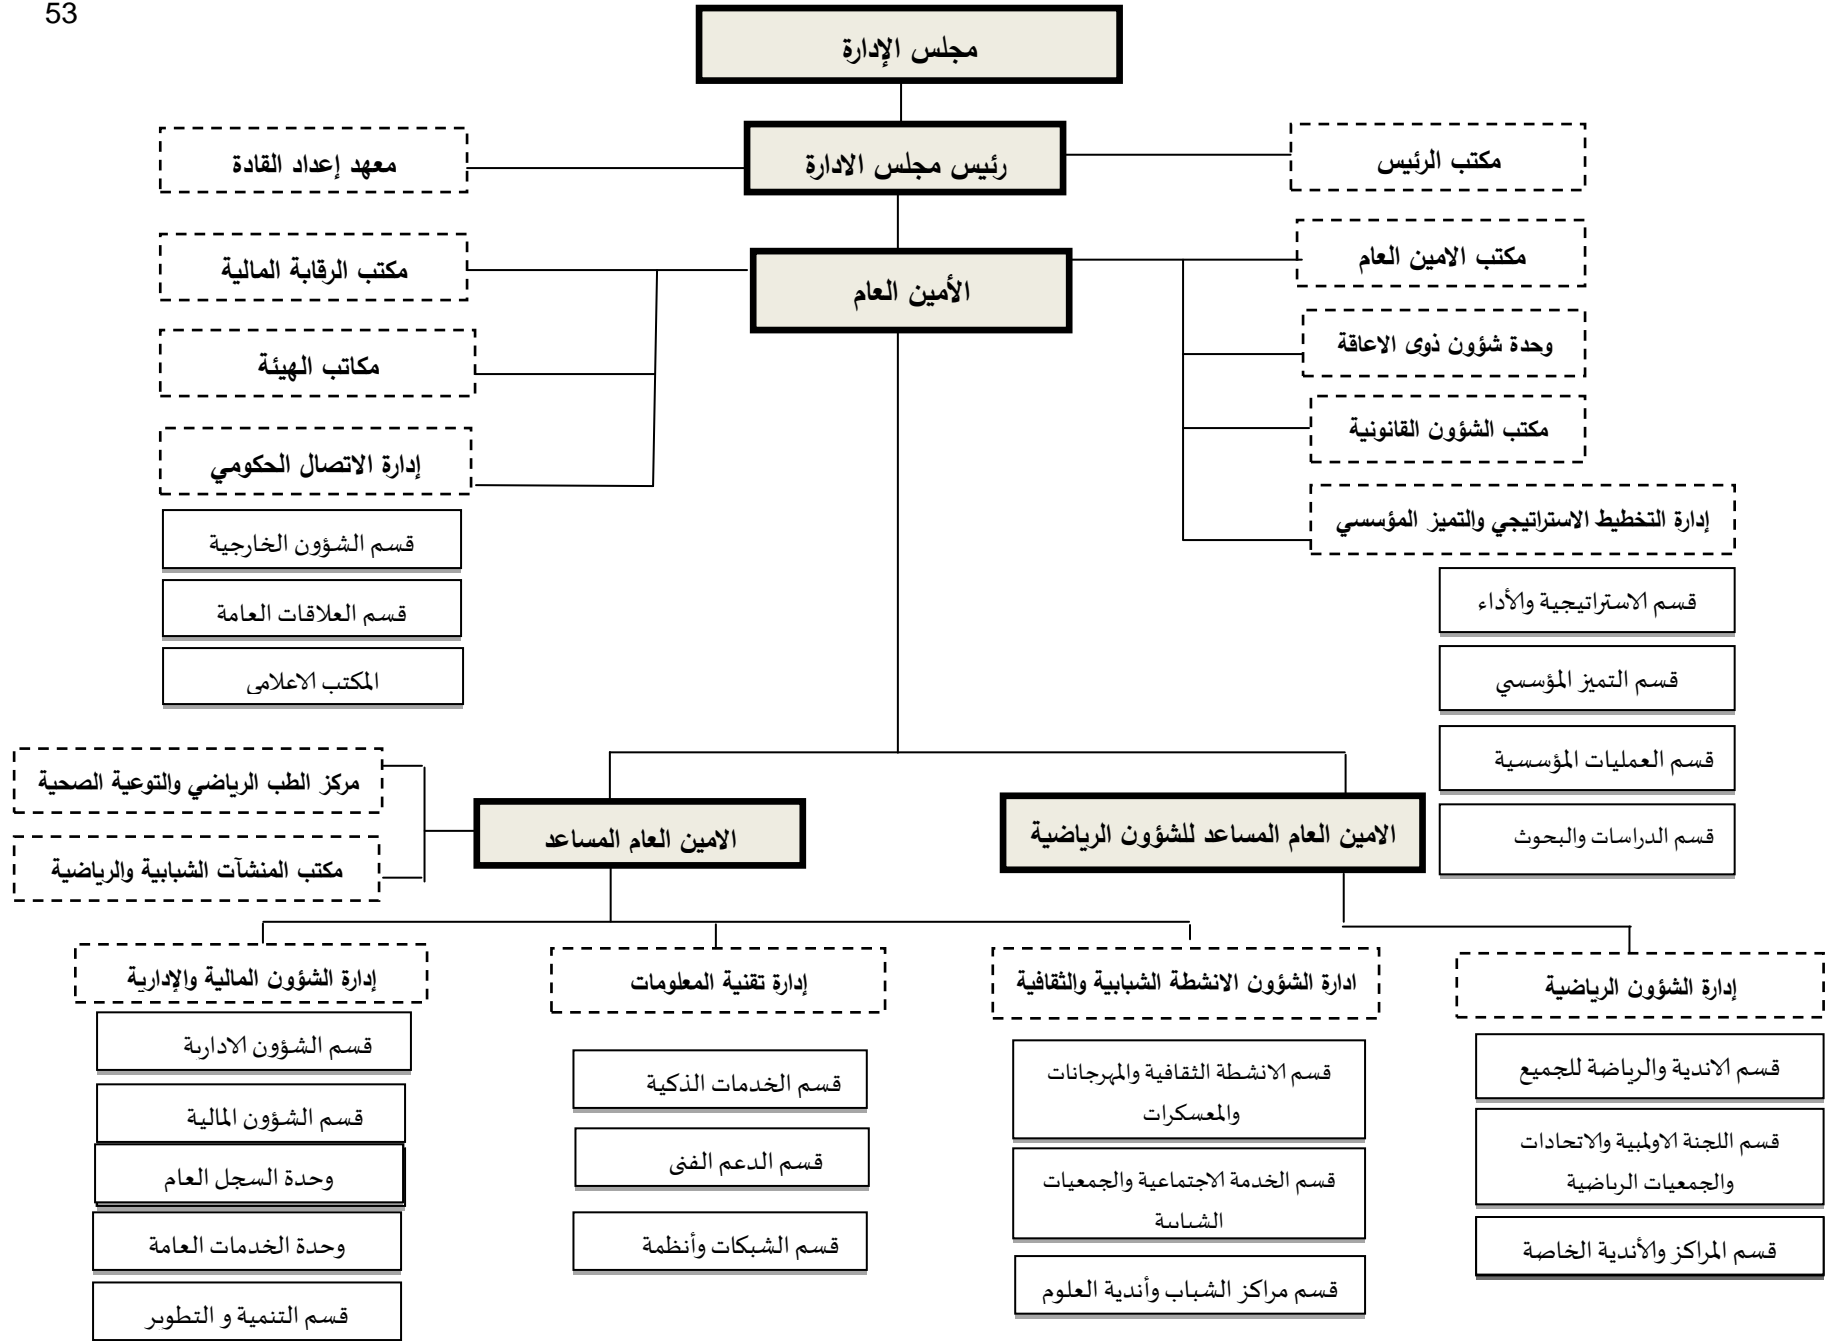 53
مجلس الإدارة
رئيس مجلس الادارة
مكتب الرئيس
معهد إعداد القادة
الأمين العام
مكتب الامين العام
وحدة شؤون ذوى الاعاقة
مكتب الشؤون القانونية
إدارة التخطيط الاستراتيجي والتميز المؤسسي
قسم الاستراتيجية والأداء
قسم التميز المؤسسي
قسم العمليات المؤسسية
قسم الدراسات والبحوث
مكتب الرقابة المالية
مكاتب الهيئة
إدارة الاتصال الحكومي
قسم الشؤون الخارجية
قسم العلاقات العامة
المكتب الاعلامى
الامين العام المساعد للشؤون الرياضية
الامين العام المساعد
مركز الطب الرياضي والتوعية الصحية
مكتب المنشآت الشبابية والرياضية
إدارة الشؤون الرياضية
قسم الاندية والرياضة للجميع
قسم اللجنة الاولمبية والاتحادات
والجمعيات الرياضية
قسم المراكز والأندية الخاصة
ادارة الشؤون الانشطة الشبابية والثقافية
قسم الانشطة الثقافية والمهرجانات
والمعسكرات
قسم الخدمة الاجتماعية والجمعيات
الشبابية
قسم مراكز الشباب وأندية العلوم
إدارة تقنية المعلومات
قسم الخدمات الذكية
قسم الدعم الفنى
قسم الشبكات وأنظمة
إدارة الشؤون المالية والإدارية
قسم الشؤون الادارية
قسم الشؤون المالية
وحدة السجل العام
وحدة الخدمات العامة
قسم التنمية و التطوير